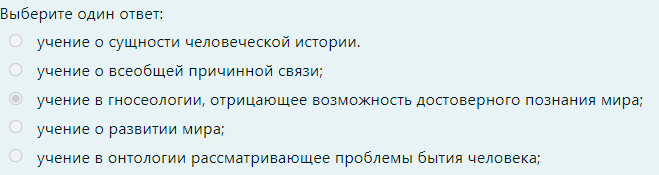 Выберите один ответ:
учение о сущности человеческой истории.
учение о всеобщей причинной связи;
учение в гносеологии, отрицающее возможность достоверного познания мира;
учение о развитии мира;
учение в онтологии рассматривающее проблемы бытия человека;